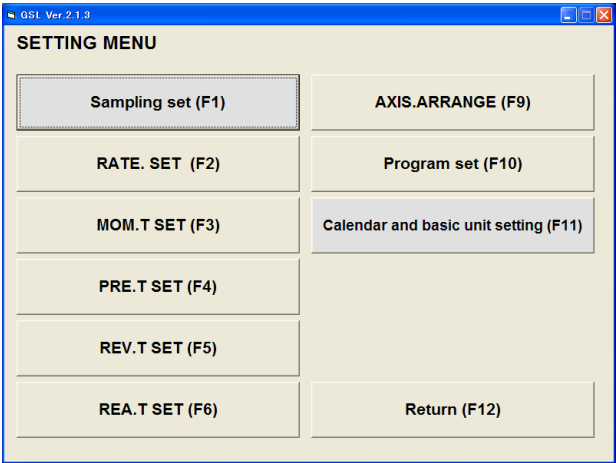 GSL Ver.2.1.3
SETTING MENU
Sampling set (F1)
RATE. SET (F2)
MOM.T SET (F3)
PRE.T SET (F4)
REV.T SET (F5)
REA.T SET (F6)
AXIS.ARRANGE (F9)
Program set (F10)
Calendar and basic unit setting (F11)
Return (F12)